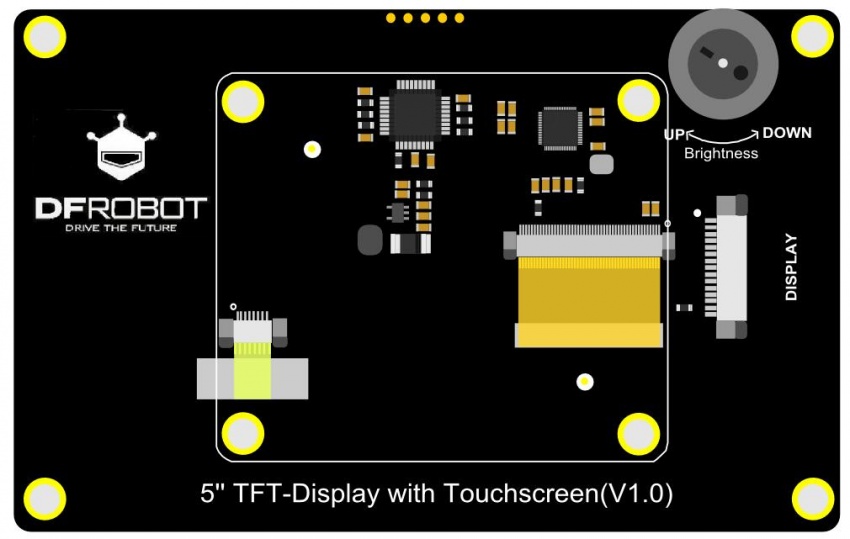 UP DOWN
Brightness
DFROBOT
DRIVE THE FUTURE
DISPLAY
5'' TFT-Display with Touchscreen(V1.0)